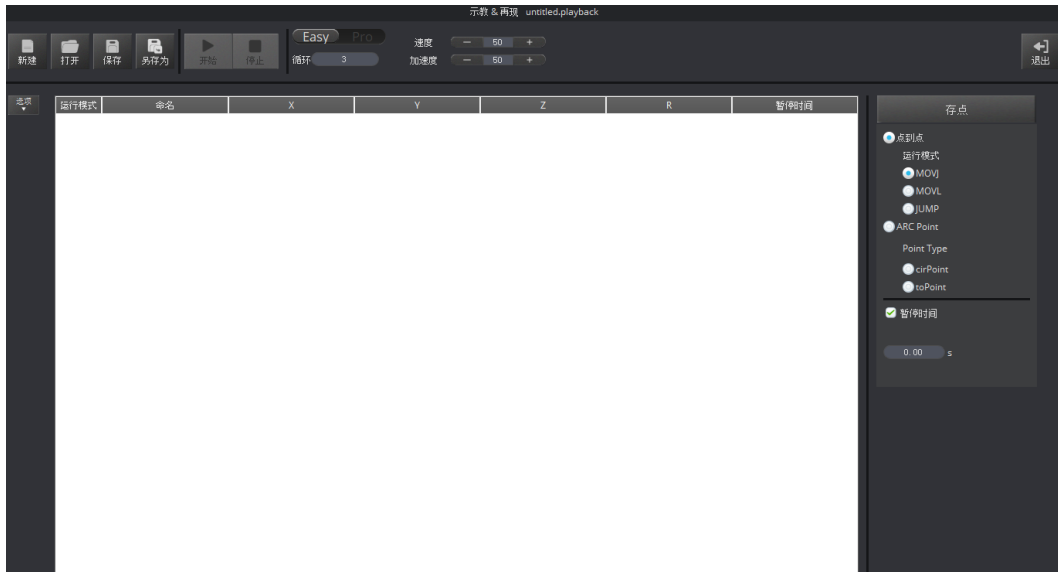 示教 & 再现 untitled.playback
新建 打开 保存 另存为 开始 停止
Easy Pro
循环 3
速度 — 50 +
加速度 — 50 +
退出
选项
运行模式 命名 X Y Z R 暂停时间
存点
点到点
运行模式
MOVJ
MOVL
JUMP
ARC Point
Point Type
cirPoint
toPoint
暂停时间
0.00 s